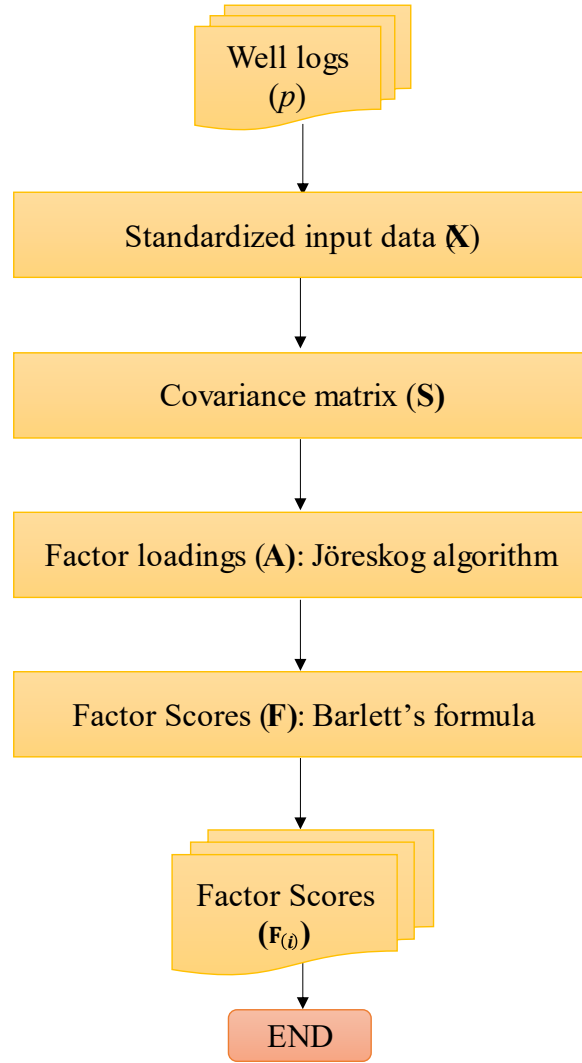 Well logs
(p)
Standardized input data (X)
Covariance matrix (S)
Factor loadings (A): Jöreskog algorithm
Factor Scores (F): Barlett’s formula
Factor Scores
(F(i))
END